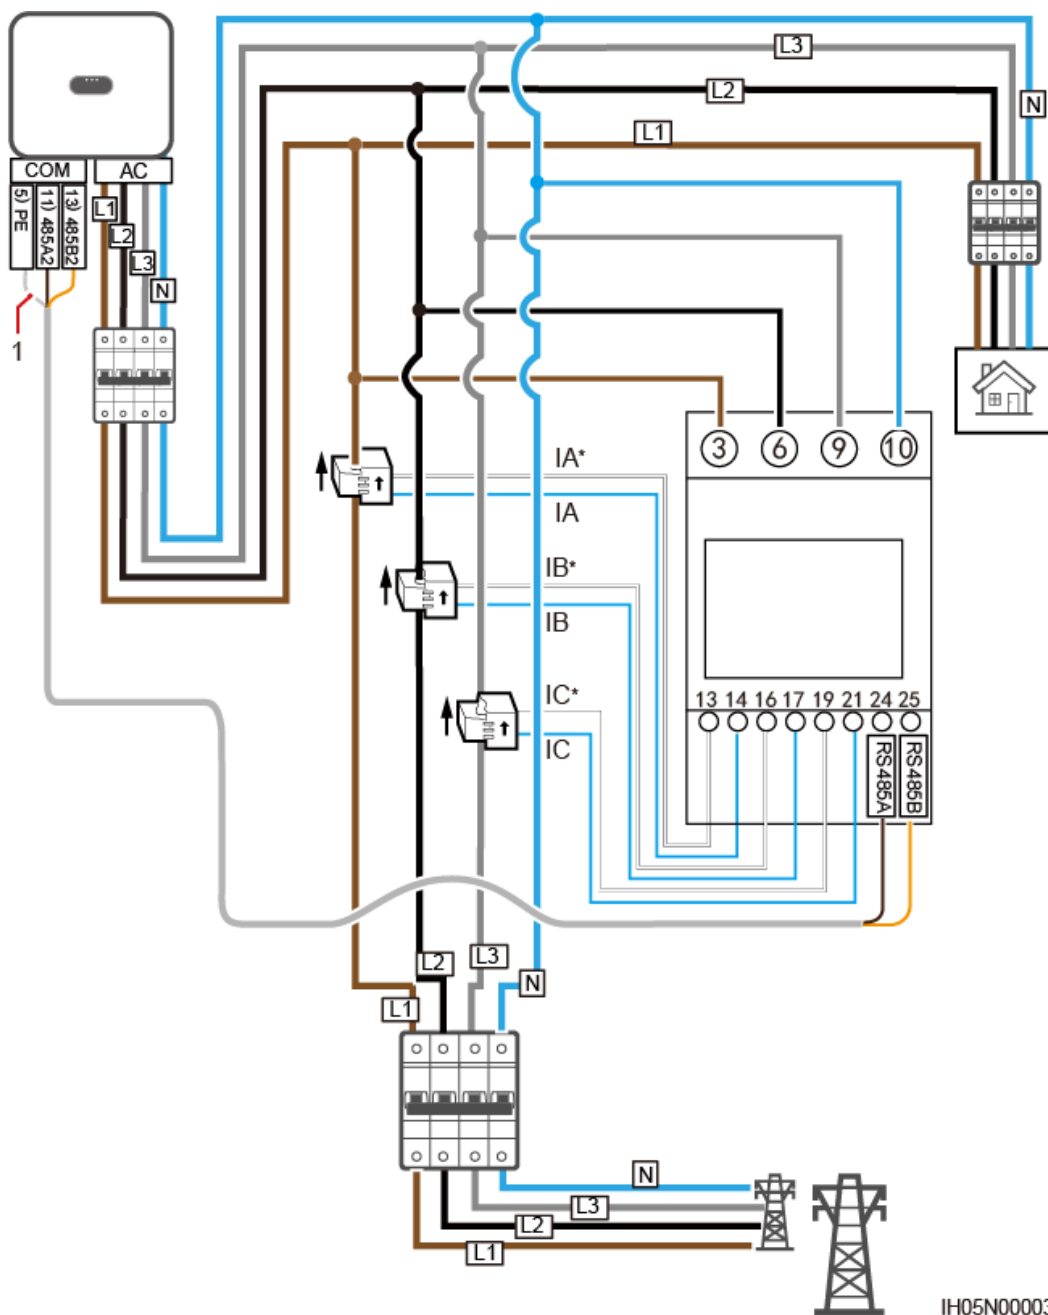 L3
L2
N
L1
COM
AC
5) PE
11) 485A2
13) 485B2
L1
L2
L3
N
1
3
6
9
10
IA*
IA
IB*
IB
IC*
IC
13 14 16 17 19 21 24 25
RS485A
RS485B
L2
L3
N
L1
N
L3
L2
L1
IH05N00003